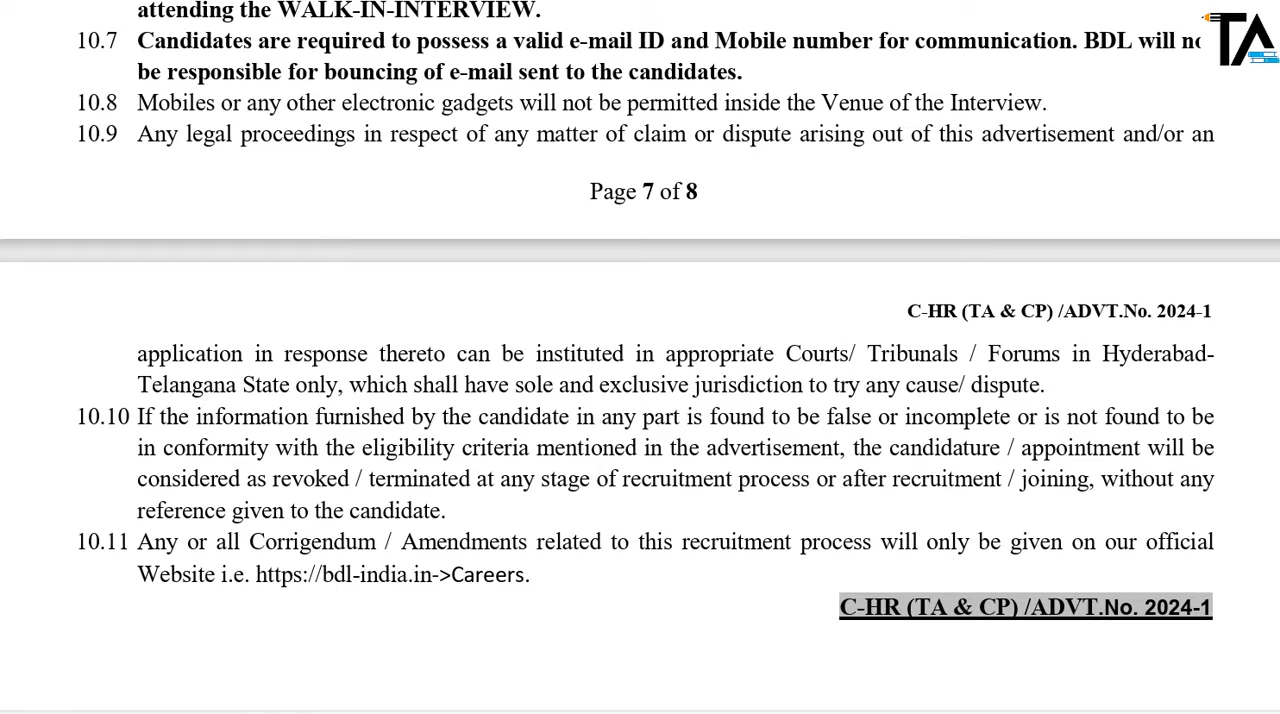 attending the WALK-IN-INTERVIEW.
10.7 Candidates are required to possess a valid e-mail ID and Mobile number for communication. BDL will no
be responsible for bouncing of e-mail sent to the candidates.
10.8 Mobiles or any other electronic gadgets will not be permitted inside the Venue of the Interview.
10.9 Any legal proceedings in respect of any matter of claim or dispute arising out of this advertisement and/or an
Page 7 of 8
C-HR (TA & CP) /ADVT.No. 2024-1
application in response thereto can be instituted in appropriate Courts/ Tribunals / Forums in Hyderabad-
Telangana State only, which shall have sole and exclusive jurisdiction to try any cause/ dispute.
10.10 If the information furnished by the candidate in any part is found to be false or incomplete or is not found to be
in conformity with the eligibility criteria mentioned in the advertisement, the candidature / appointment will be
considered as revoked / terminated at any stage of recruitment process or after recruitment / joining, without any
reference given to the candidate.
10.11 Any or all Corrigendum / Amendments related to this recruitment process will only be given on our official
Website i.e. https://bdl-india.in->Careers.
C-HR (TA & CP) /ADVT.No. 2024-1
TA